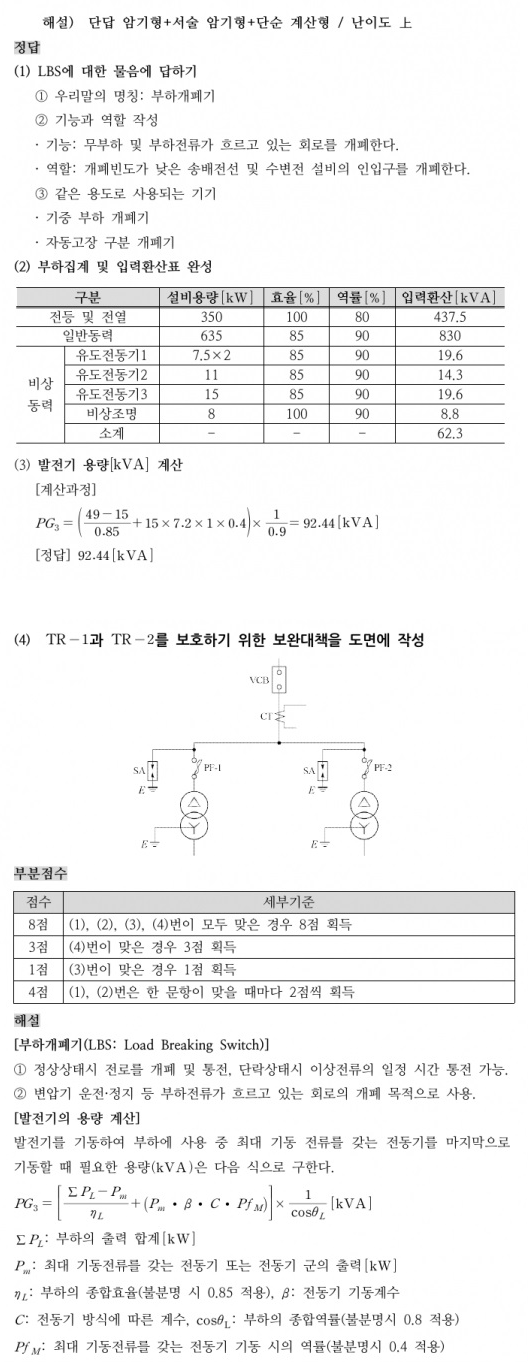 해설) 단답 암기형+서술 암기형+단순 계산형 / 난이도 上
정답
(1) LBS에 대한 물음에 답하기
① 우리말의 명칭: 부하개폐기
② 기능과 역할 작성
· 기능: 무부하 및 부하전류가 흐르고 있는 회로를 개폐한다.
· 역할: 개폐빈도가 낮은 송배전선 및 수변전 설비의 인입구를 개폐한다.
③ 같은 용도로 사용되는 기기
· 기중 부하 개폐기
· 자동고장 구분 개폐기
(2) 부하집계 및 입력환산표 완성
구분 설비용량[kW] 효율[%] 역률[%] 입력환산[kVA]
전등 및 전열 350 100 80 437.5
일반동력 635 85 90 830
비상 동력 유도전동기1 7.5×2 85 90 19.6
유도전동기2 11 85 90 14.3
유도전동기3 15 85 90 19.6
비상조명 8 100 90 8.8
소계 - - - 62.3
(3) 발전기 용량[kVA] 계산
[계산과정]
PG₃ = ((49-15)/0.85 + 15×7.2×1×0.4) × 1/0.9 = 92.44[kVA]
[정답] 92.44[kVA]
(4) TR-1과 TR-2를 보호하기 위한 보완대책을 도면에 작성
VCB
CT
SA PF-1 SA PF-2
E E
E E
부분점수
점수 세부기준
8점 (1), (2), (3), (4)번이 모두 맞은 경우 8점 획득
3점 (4)번이 맞은 경우 3점 획득
1점 (3)번이 맞은 경우 1점 획득
4점 (1), (2)번은 한 문항이 맞을 때마다 2점씩 획득
해설
[부하개폐기(LBS: Load Breaking Switch)]
① 정상상태시 전로를 개폐 및 통전, 단락상태시 이상전류의 일정 시간 통전 가능.
② 변압기 운전·정지 등 부하전류가 흐르고 있는 회로의 개폐 목적으로 사용.
[발전기의 용량 계산]
발전기를 기동하여 부하에 사용 중 최대 기동 전류를 갖는 전동기를 마지막으로
기동할 때 필요한 용량(kVA)은 다음 식으로 구한다.
PG₃ = [(ΣP_L - P_m)/η_L + (P_m • β • C • Pf_M)] × 1/cosθ_L [kVA]
ΣP_L: 부하의 출력 합계[kW]
P_m: 최대 기동전류를 갖는 전동기 또는 전동기 군의 출력[kW]
η_L: 부하의 종합효율(불분명 시 0.85 적용), β: 전동기 기동계수
C: 전동기 방식에 따른 계수, cosθ_L: 부하의 종합역률(불분명시 0.8 적용)
Pf_M: 최대 기동전류를 갖는 전동기 기동 시의 역률(불분명시 0.4 적용)